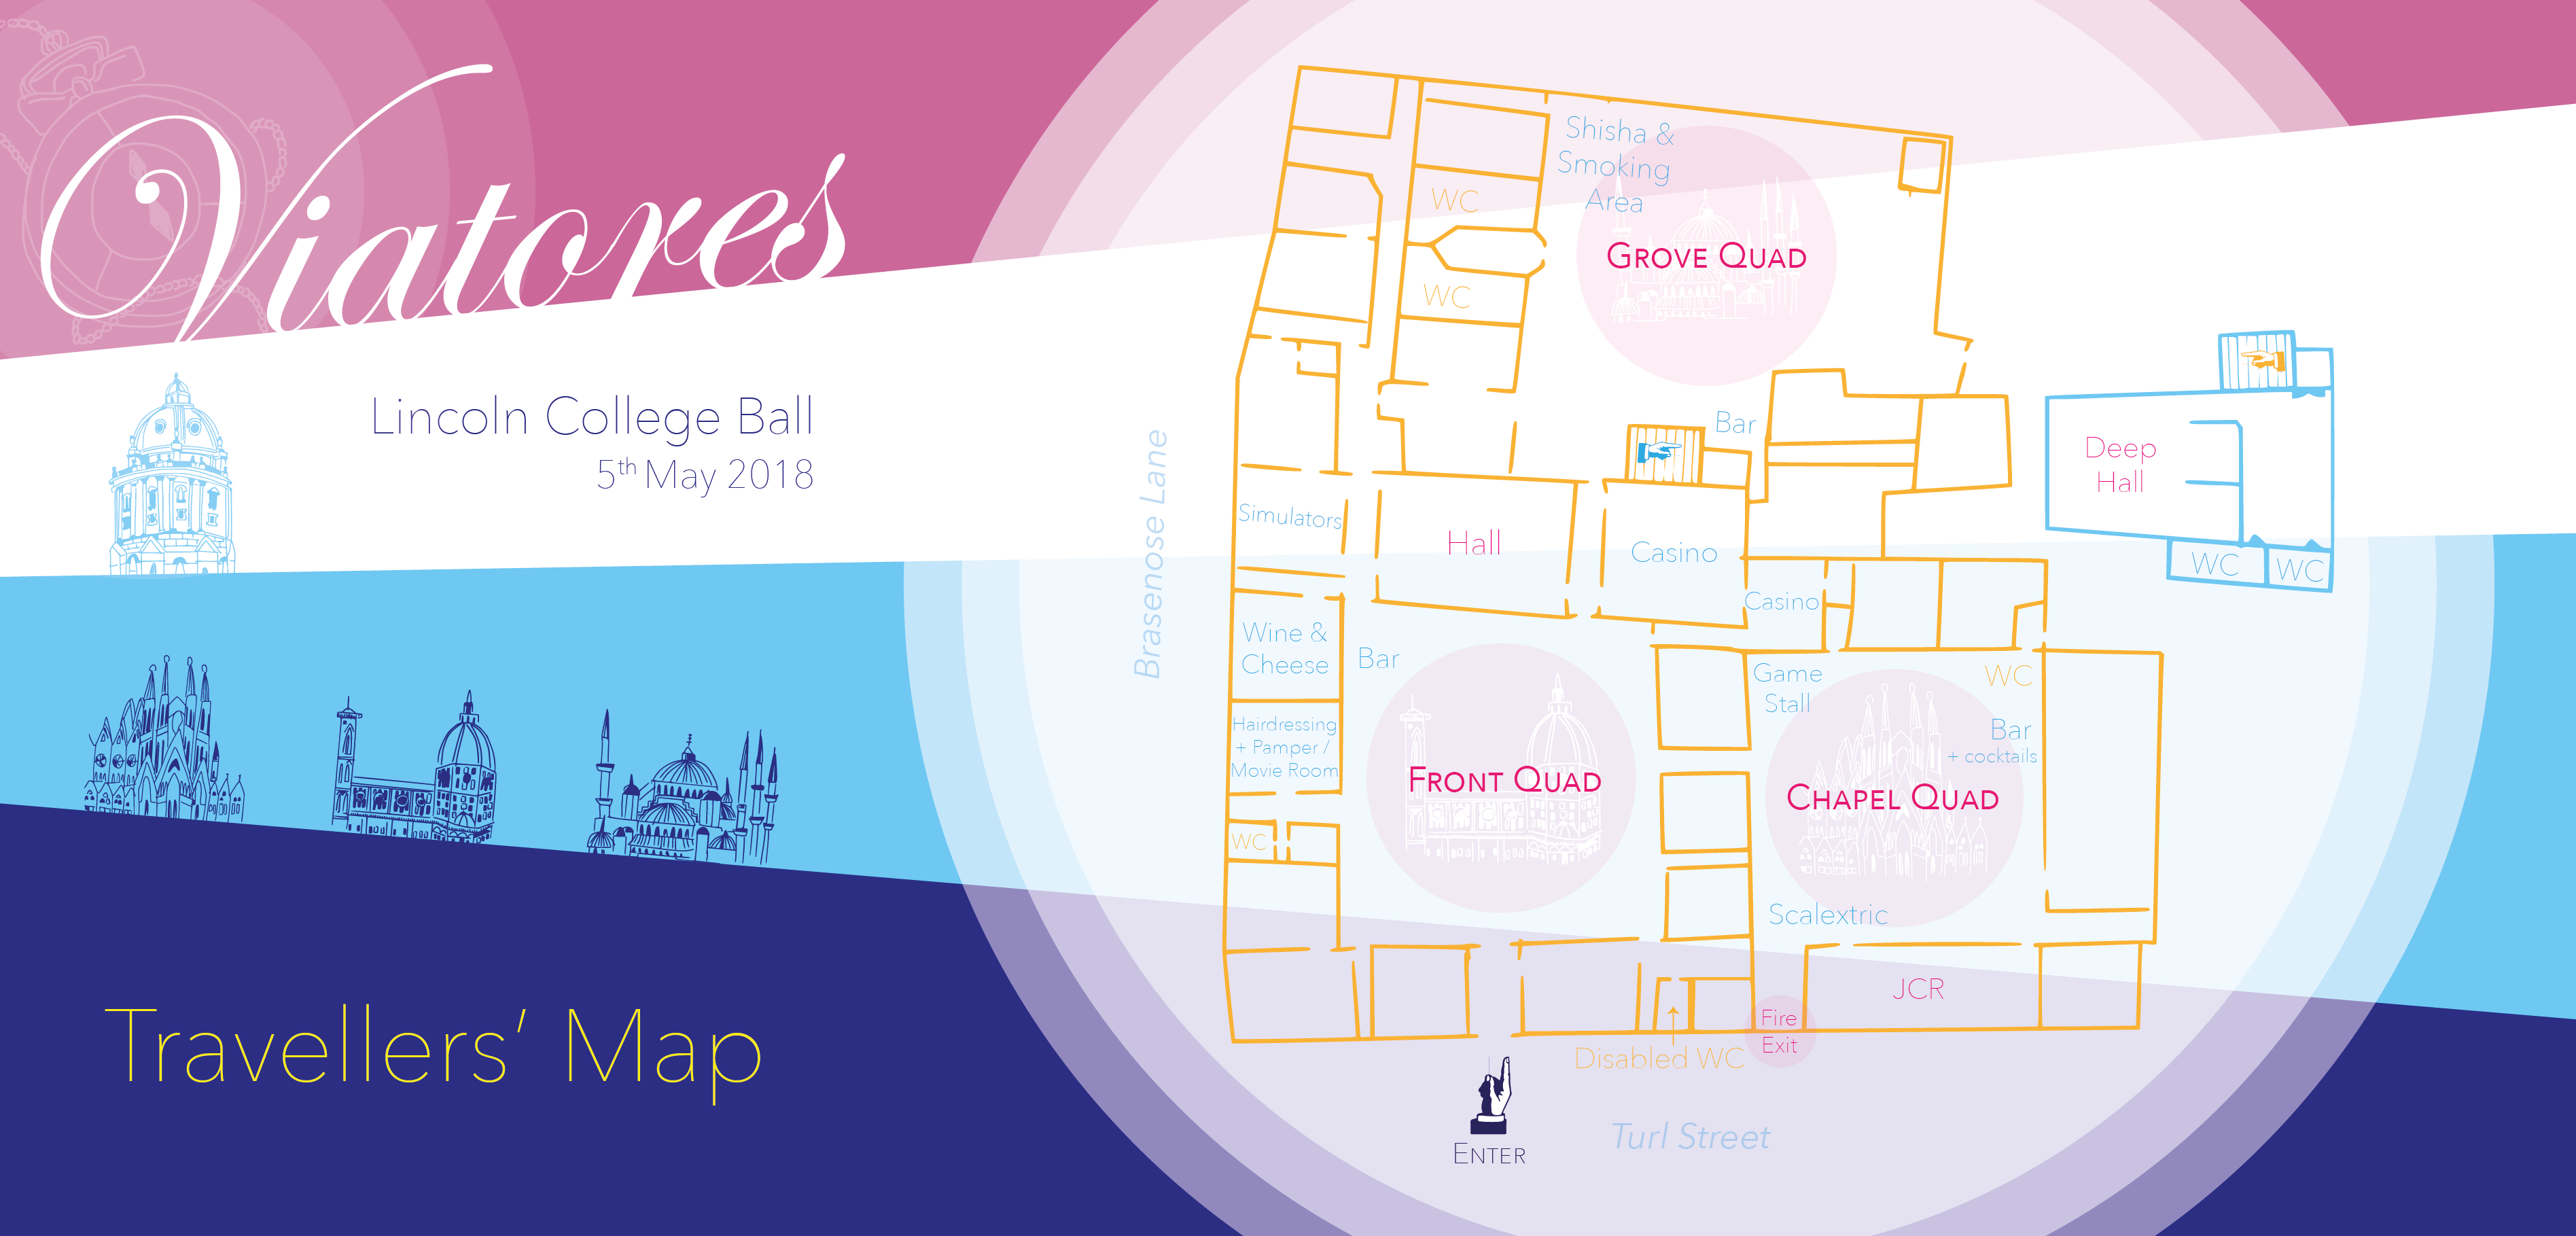 Viatores
Lincoln College Ball
5th May 2018
Travellers’ Map
Brasenose Lane
Shisha &
Smoking
Area
WC
GROVE QUAD
WC
Bar
Deep
Hall
WC
WC
Simulators
Hall
Casino
Casino
Wine &
Cheese
Bar
Game
Stall
WC
Hairdressing
+ Pamper /
Movie Room
Bar
+ cocktails
FRONT QUAD
CHAPEL QUAD
WC
Scalextric
JCR
Fire
Exit
Disabled WC
ENTER
Turl Street